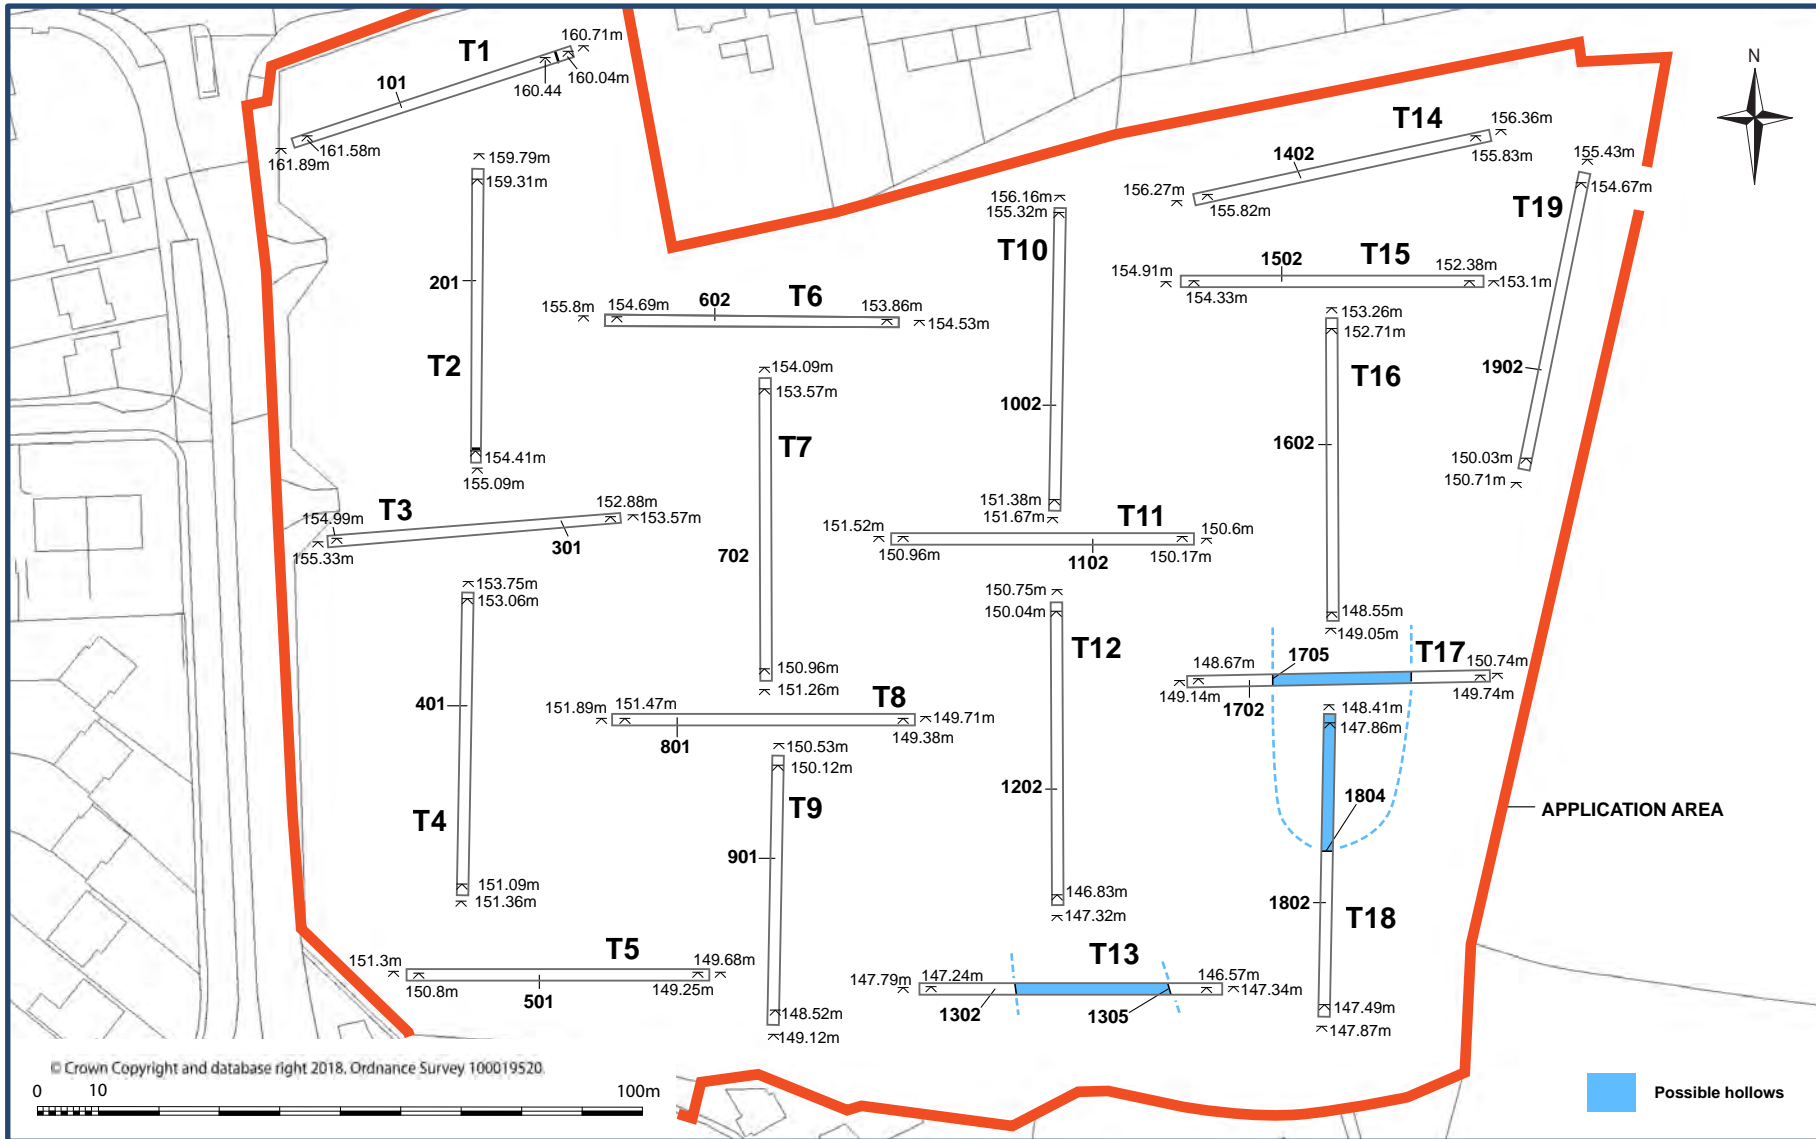 T1
160.71m
160.04m
160.44
101
161.58m
161.89m
159.79m
159.31m
201
T2
154.41m
155.09m
T3
154.99m
155.33m
152.88m
153.57m
301
153.75m
153.06m
401
T4
151.09m
151.36m
T5
151.3m
150.8m
501
149.68m
149.25m
T6
155.8m
154.69m
602
153.86m
154.53m
154.09m
153.57m
T7
702
150.96m
151.26m
T8
151.89m
151.47m
801
149.71m
149.38m
150.53m
150.12m
T9
901
148.52m
149.12m
156.16m
155.32m
T10
1002
151.38m
151.67m
T11
151.52m
150.96m
1102
150.6m
150.17m
150.75m
150.04m
T12
1202
146.83m
147.32m
T13
147.79m
147.24m
1302
1305
146.57m
147.34m
T14
156.36m
155.83m
1402
156.27m
155.82m
T15
1502
154.91m
154.33m
152.38m
153.1m
153.26m
152.71m
T16
1602
148.55m
149.05m
T17
1705
148.67m
149.14m
1702
150.74m
149.74m
148.41m
147.86m
1804
1802
T18
147.49m
147.87m
155.43m
154.67m
T19
1902
150.03m
150.71m
N
APPLICATION AREA
© Crown Copyright and database right 2018. Ordnance Survey 100019520
0 10 100m
Possible hollows